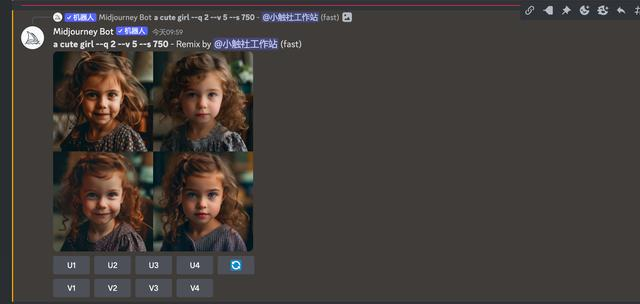 ✓机器人 Midjourney Bot a cute girl --q 2 --v 5 --s 750 - @小触社工作站 (fast)
Midjourney Bot ✓机器人 今天09:59
a cute girl --q 2 --v 5 --s 750 - Remix by @小触社工作站 (fast)
U1 U2 U3 U4
V1 V2 V3 V4